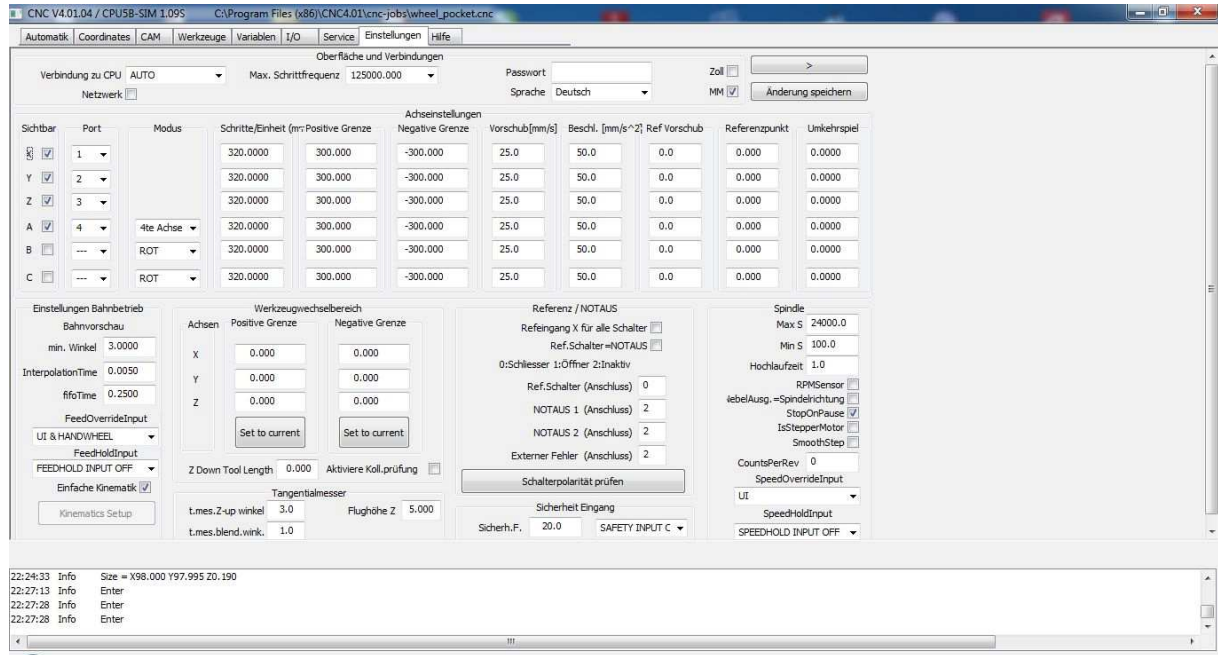 CNC V4.01.04 / CPU5B-SIM 1.09S C:\Program Files (x86)\CNC4.01\cnc-jobs\wheel_pocket.cnc
Automatik Coordinates CAM Werkzeuge Variablen I/O Service Einstellungen Hilfe
Oberfläche und Verbindungen
Verbindung zu CPU AUTO Max. Schrittfrequenz 125000.000 Passwort Zoll >
Netzwerk Sprache Deutsch MM Änderung speichern
Achseinstellungen
Sichtbar Port Modus Schritte/Einheit Positive Grenze Negative Grenze Vorschub[mm/s] Beschl. [mm/s^2] Ref Vorschub Referenzpunkt Umkehrspiel
X 1 320.0000 300.000 -300.000 25.0 50.0 0.0 0.000 0.0000
Y 2 320.0000 300.000 -300.000 25.0 50.0 0.0 0.000 0.0000
Z 3 320.0000 300.000 -300.000 25.0 50.0 0.0 0.000 0.0000
A 4 4te Achse 320.0000 300.000 -300.000 25.0 50.0 0.0 0.000 0.0000
B --- ROT 320.0000 300.000 -300.000 25.0 50.0 0.0 0.000 0.0000
C --- ROT 320.0000 300.000 -300.000 25.0 50.0 0.0 0.000 0.0000
Einstellungen Bahnbetrieb
Bahnvorschau
min. Winkel 3.0000
InterpolationTime 0.0050
fifoTime 0.2500
FeedOverrideInput
UI & HANDWHEEL
FeedHoldInput
FEEDHOLD INPUT OFF
Einfache Kinematik
Kinematics Setup
Werkzeugwechselbereich
Achsen Positive Grenze Negative Grenze
X 0.000 0.000
Y 0.000 0.000
Z 0.000 0.000
Set to current Set to current
Z Down Tool Length 0.000 Aktiviere Koll.prüfung
Tangentialmesser
t.mes.Z-up winkel 3.0 Flughöhe Z 5.000
t.mes.blend.wink. 1.0
Referenz / NOTAUS
Refeingang X für alle Schalter
Ref.Schalter=NOTAUS
0:Schliesser 1:Öffner 2:Inaktiv
Ref.Schalter (Anschluss) 0
NOTAUS 1 (Anschluss) 2
NOTAUS 2 (Anschluss) 2
Externer Fehler (Anschluss) 2
Schalterpolarität prüfen
Sicherheit Eingang
Sicherh.F. 20.0 SAFETY INPUT C
Spindle
Max S 24000.0
Min S 100.0
Hochlaufzeit 1.0
RPMSensor
NebelAusg.=Spindelrichtung
StopOnPause
IsStepperMotor
SmoothStep
CountsPerRev 0
SpeedOverrideInput
UI
SpeedHoldInput
SPEEDHOLD INPUT OFF
22:24:33 Info Size = X98.000 Y97.995 Z0.190
22:27:13 Info Enter
22:27:28 Info Enter
22:27:28 Info Enter